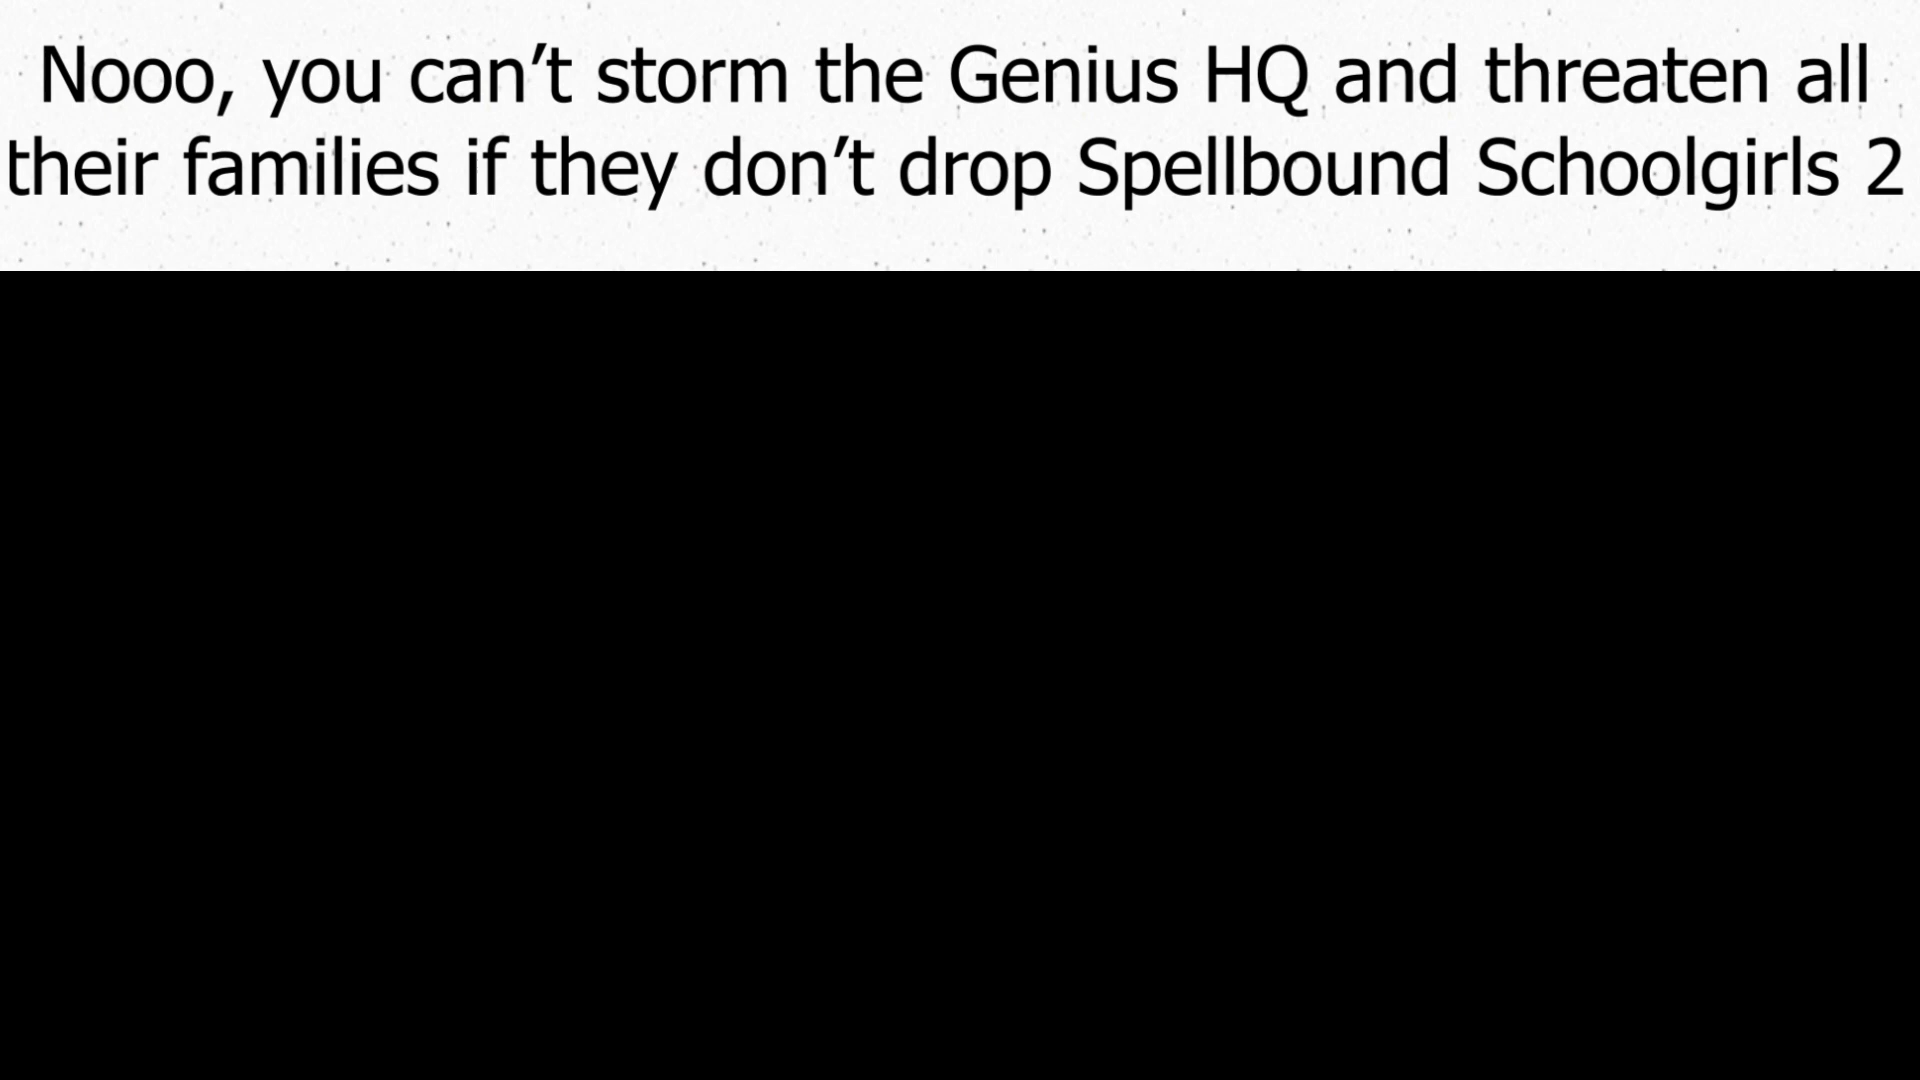 Nooo, you can’t storm the Genius HQ and threaten all
their families if they don’t drop Spellbound Schoolgirls 2